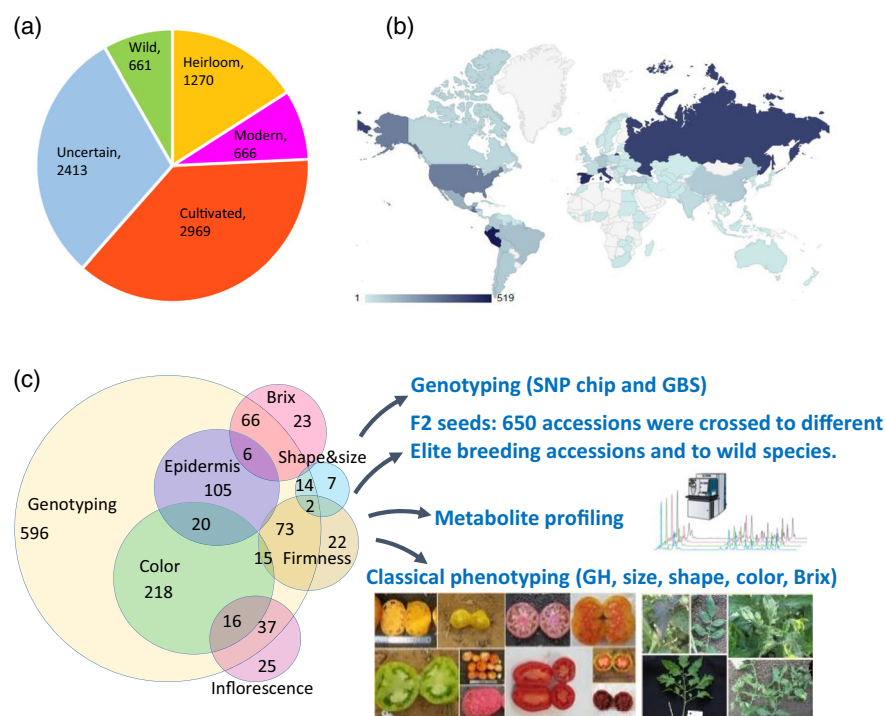 (a)
Wild,
661
Heirloom,
1270
Modern,
666
Uncertain,
2413
Cultivated,
2969
(b)
1
519
(c)
Brix
66
23
6
Shape&size
Epidermis
105
14
7
2
Genotyping
596
20
73
22
Color
15
Firmness
218
16
37
25
Inflorescence
Genotyping (SNP chip and GBS)
F2 seeds: 650 accessions were crossed to different
Elite breeding accessions and to wild species.
Metabolite profiling
Classical phenotyping (GH, size, shape, color, Brix)